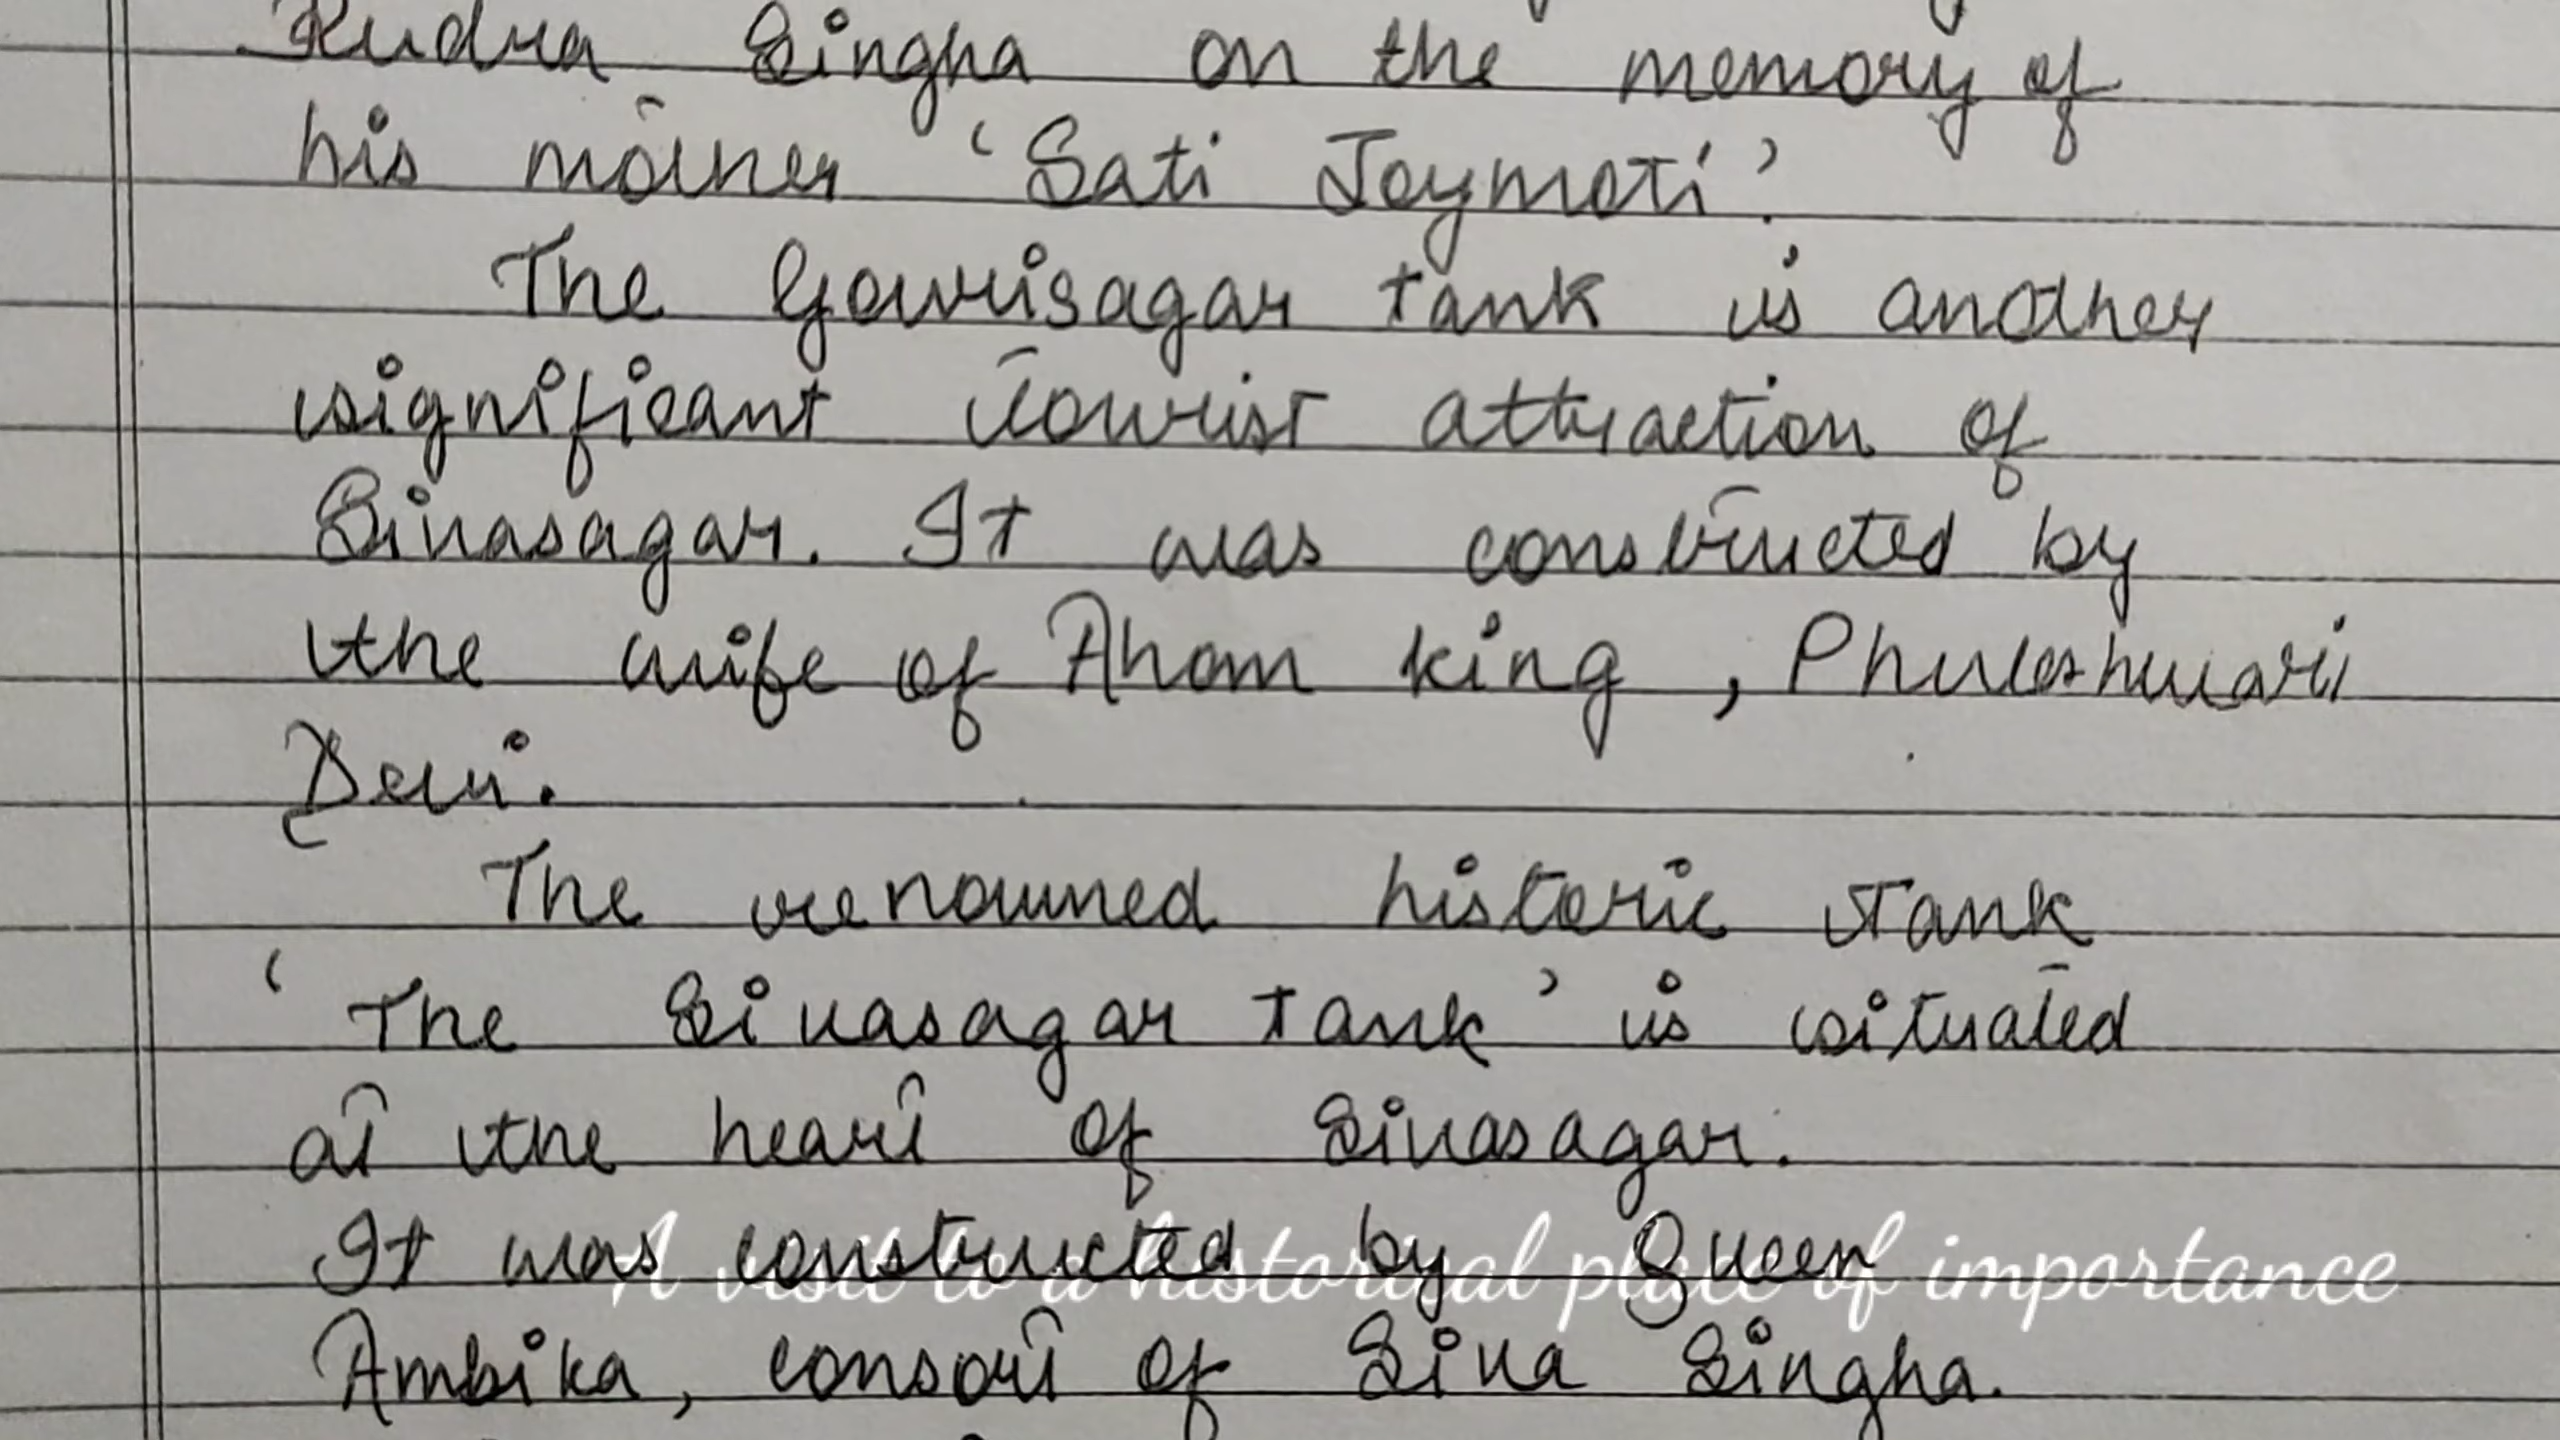 Rudra Singha on the memory of
his mother 'Sati Joymoti'.
The Gourisagar tank is another
significant tourist attraction of
Sivasagar. It was constructed by
the wife of Ahom king, Phuleshwari
Devi.
The renowned historic tank
'The Sivasagar tank' is situated
at the heart of Sivasagar.
It was constructed by Queen
A visit to a historical place of importance
Ambika, consort of Siva Singha.